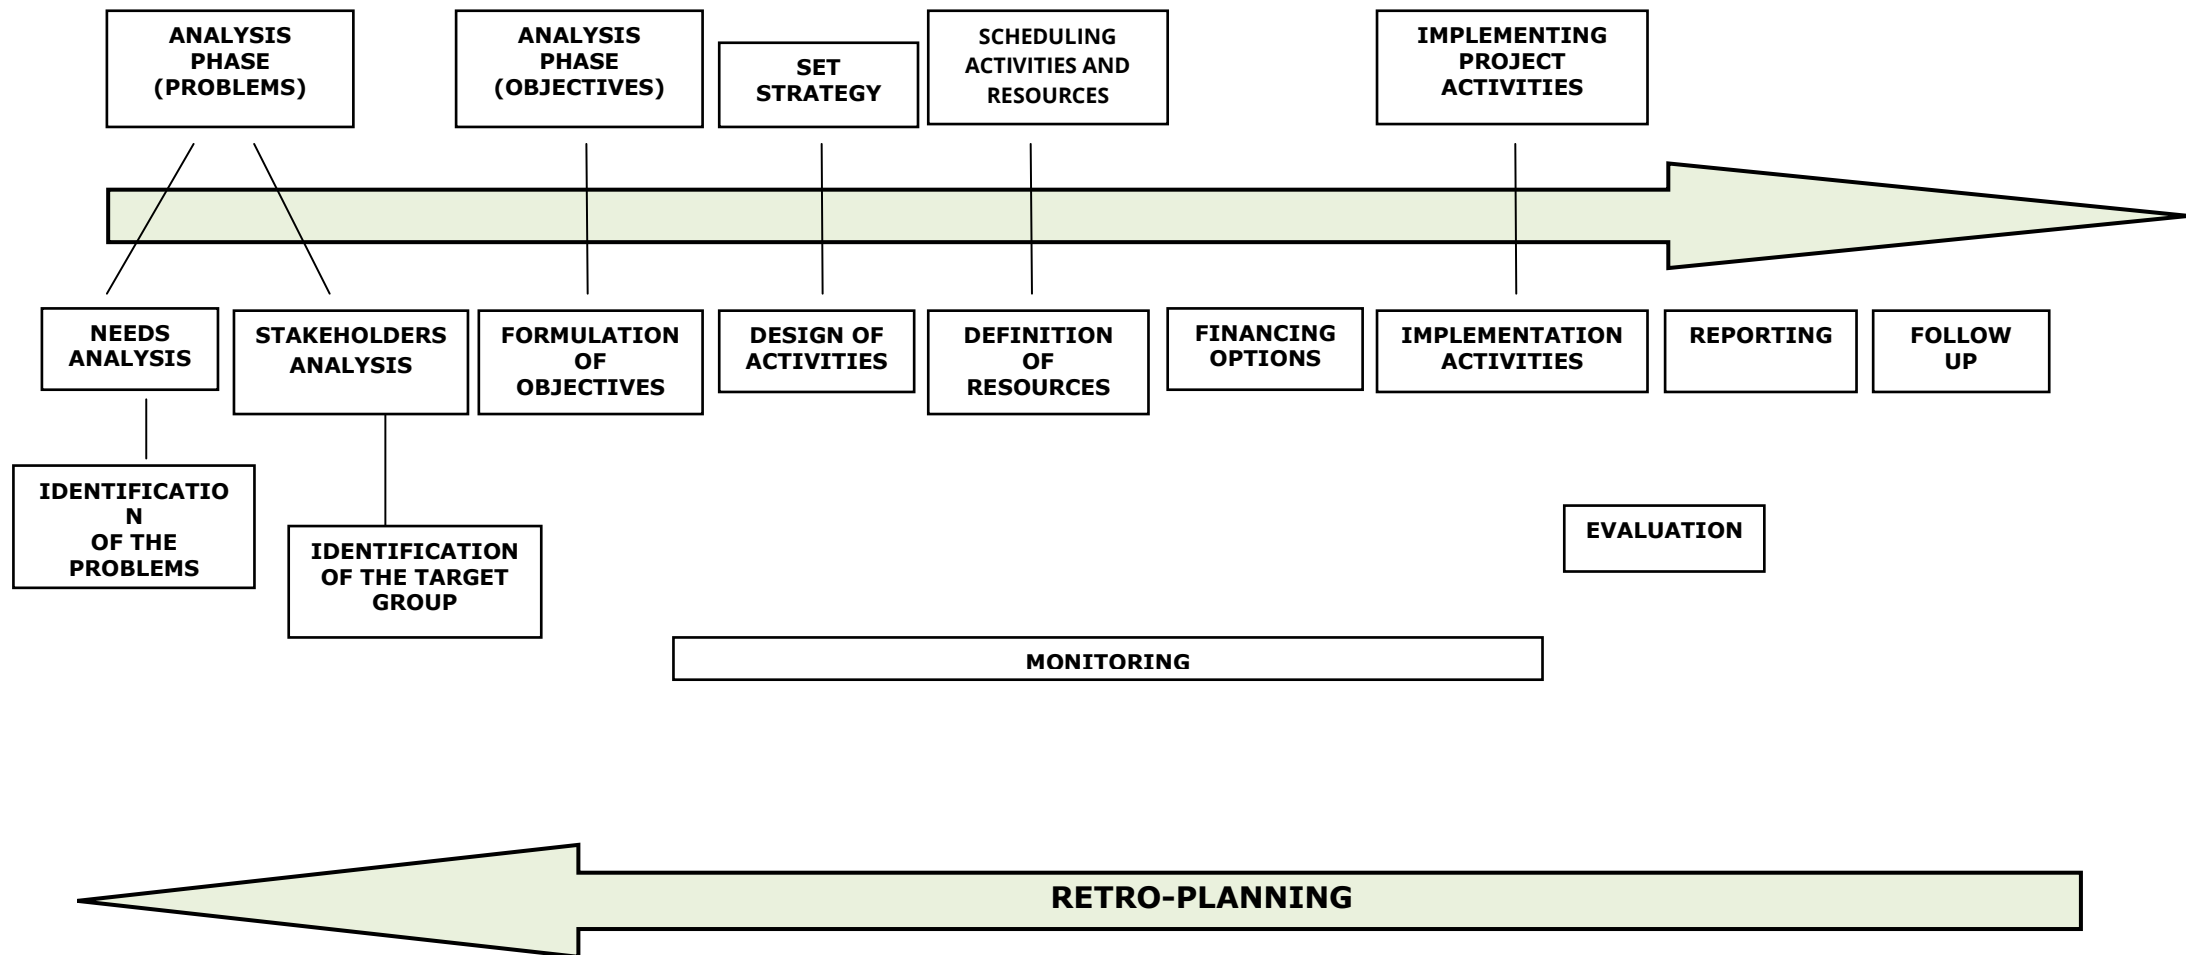 ANALYSIS
PHASE
(PROBLEMS)
ANALYSIS
PHASE
(OBJECTIVES)
SET
STRATEGY
SCHEDULING
ACTIVITIES AND
RESOURCES
IMPLEMENTING
PROJECT
ACTIVITIES
NEEDS
ANALYSIS
STAKEHOLDERS
ANALYSIS
FORMULATION
OF
OBJECTIVES
DESIGN OF
ACTIVITIES
DEFINITION
OF
RESOURCES
FINANCING
OPTIONS
IMPLEMENTATION
ACTIVITIES
REPORTING
FOLLOW
UP
IDENTIFICATIO
N
OF THE
PROBLEMS
IDENTIFICATION
OF THE TARGET
GROUP
EVALUATION
MONITORING
RETRO-PLANNING